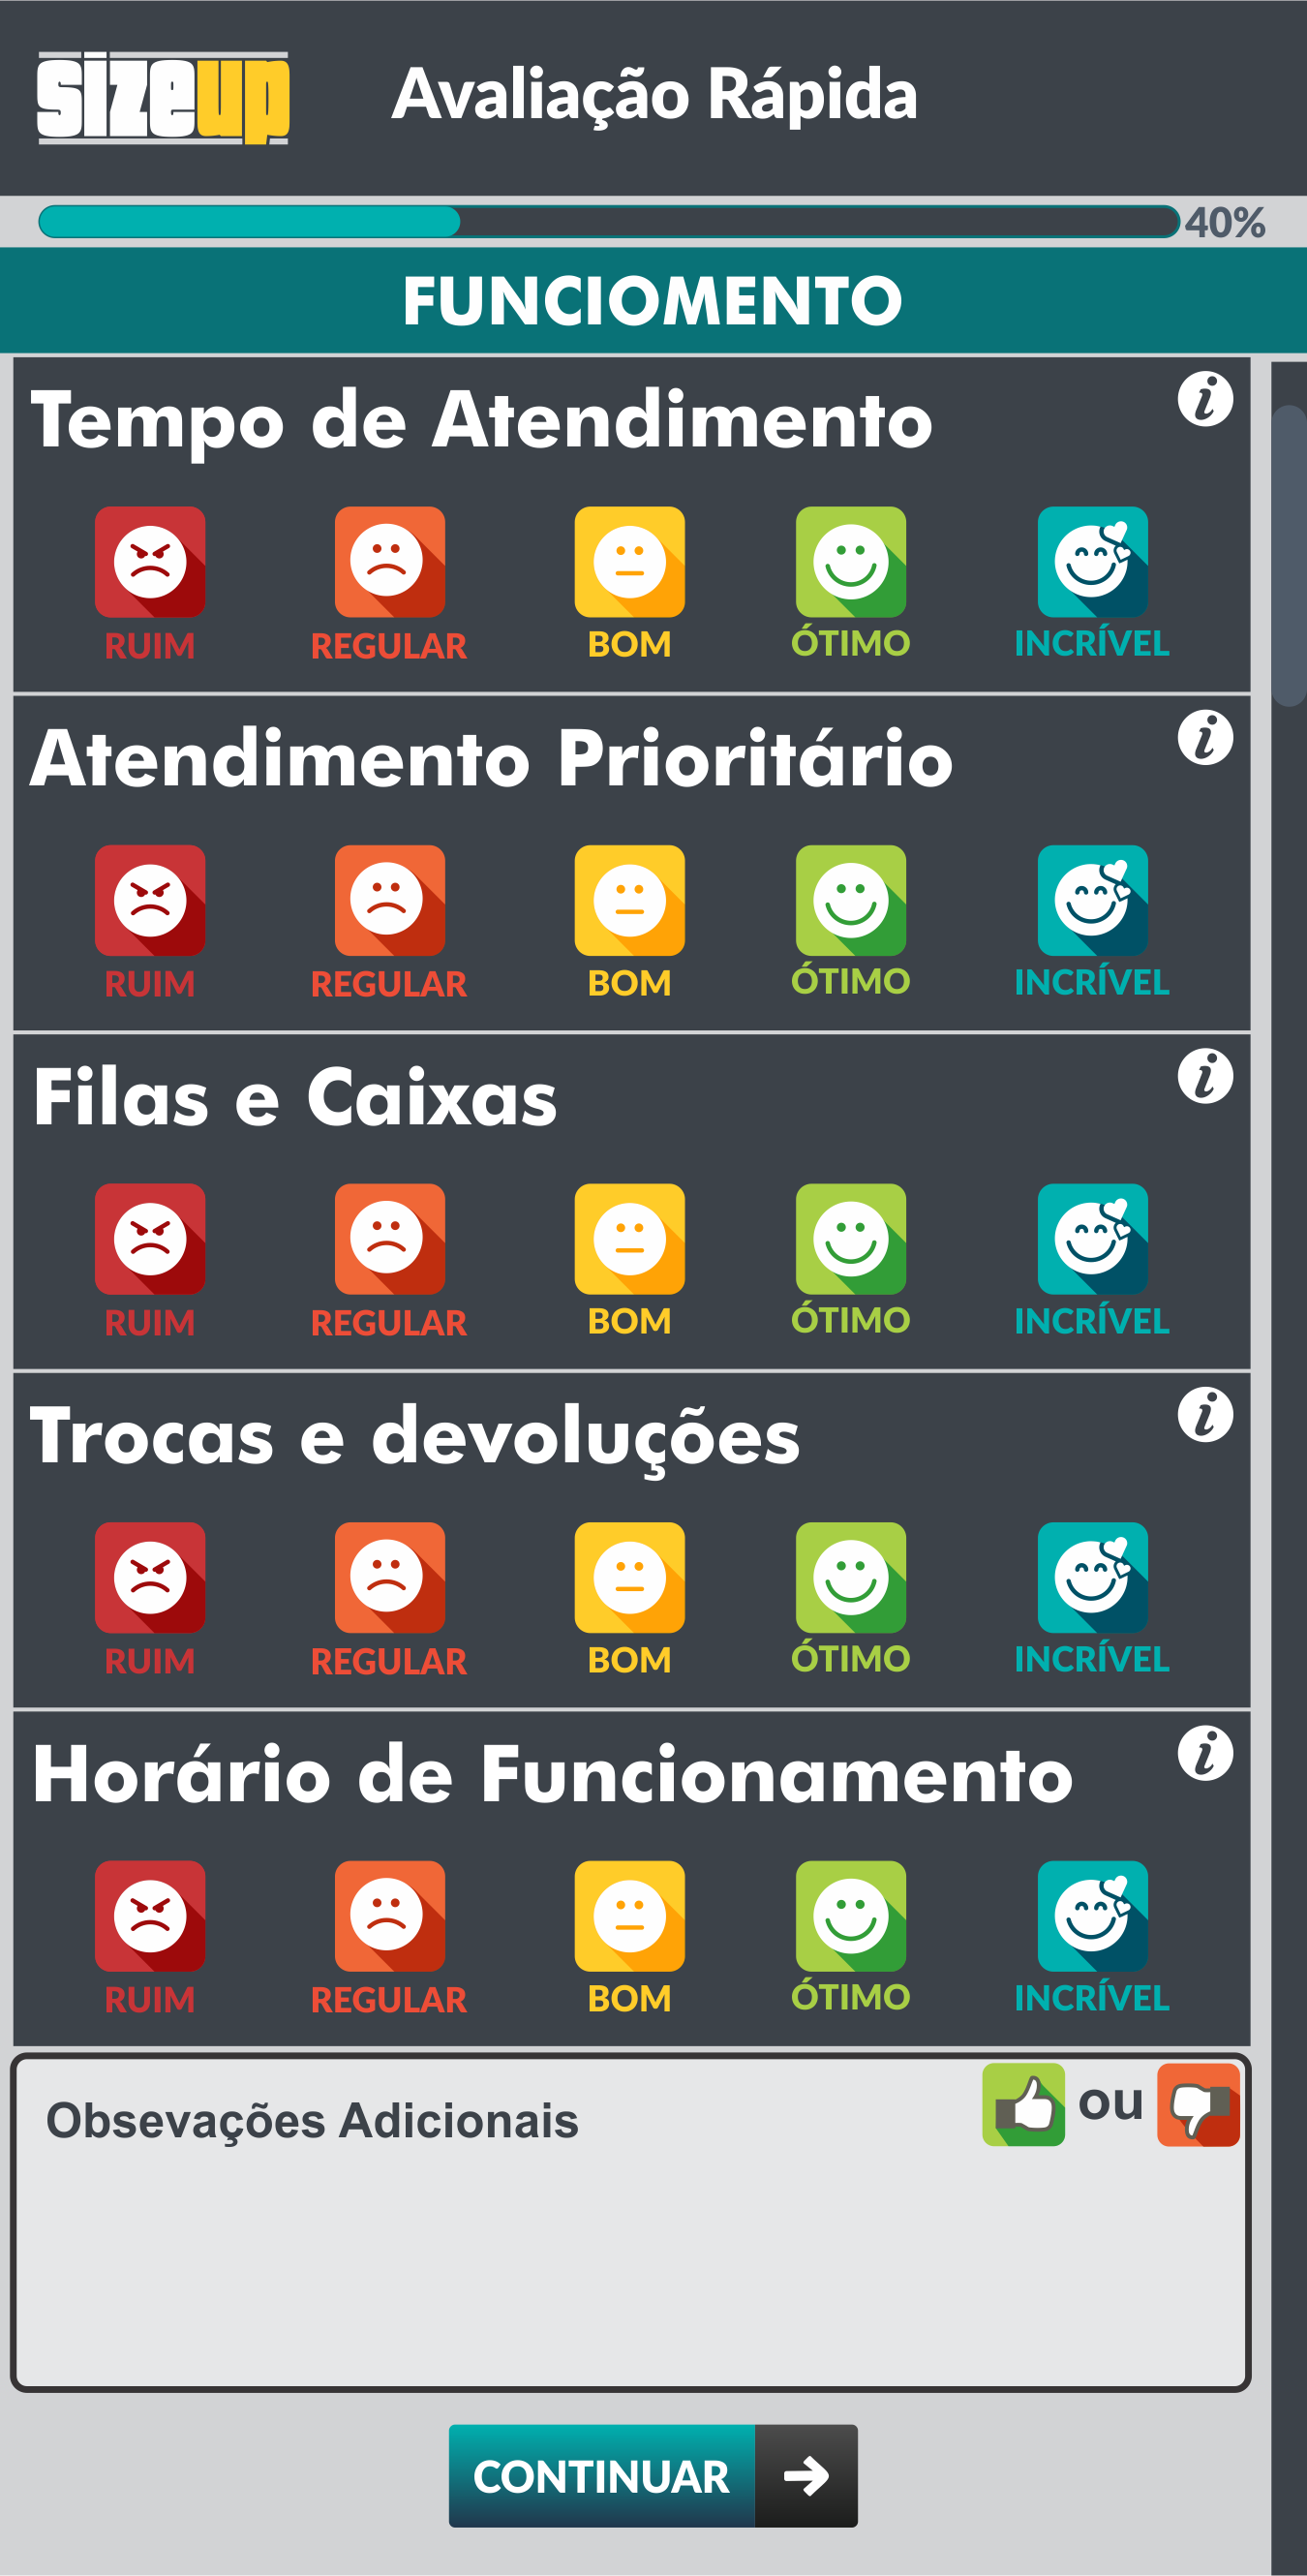 sizeup
Avaliação Rápida
40%
FUNCIOMENTO
Tempo de Atendimento
RUIM REGULAR BOM ÓTIMO INCRÍVEL
Atendimento Prioritário
RUIM REGULAR BOM ÓTIMO INCRÍVEL
Filas e Caixas
RUIM REGULAR BOM ÓTIMO INCRÍVEL
Trocas e devoluções
RUIM REGULAR BOM ÓTIMO INCRÍVEL
Horário de Funcionamento
RUIM REGULAR BOM ÓTIMO INCRÍVEL
Obsevações Adicionais ou
CONTINUAR